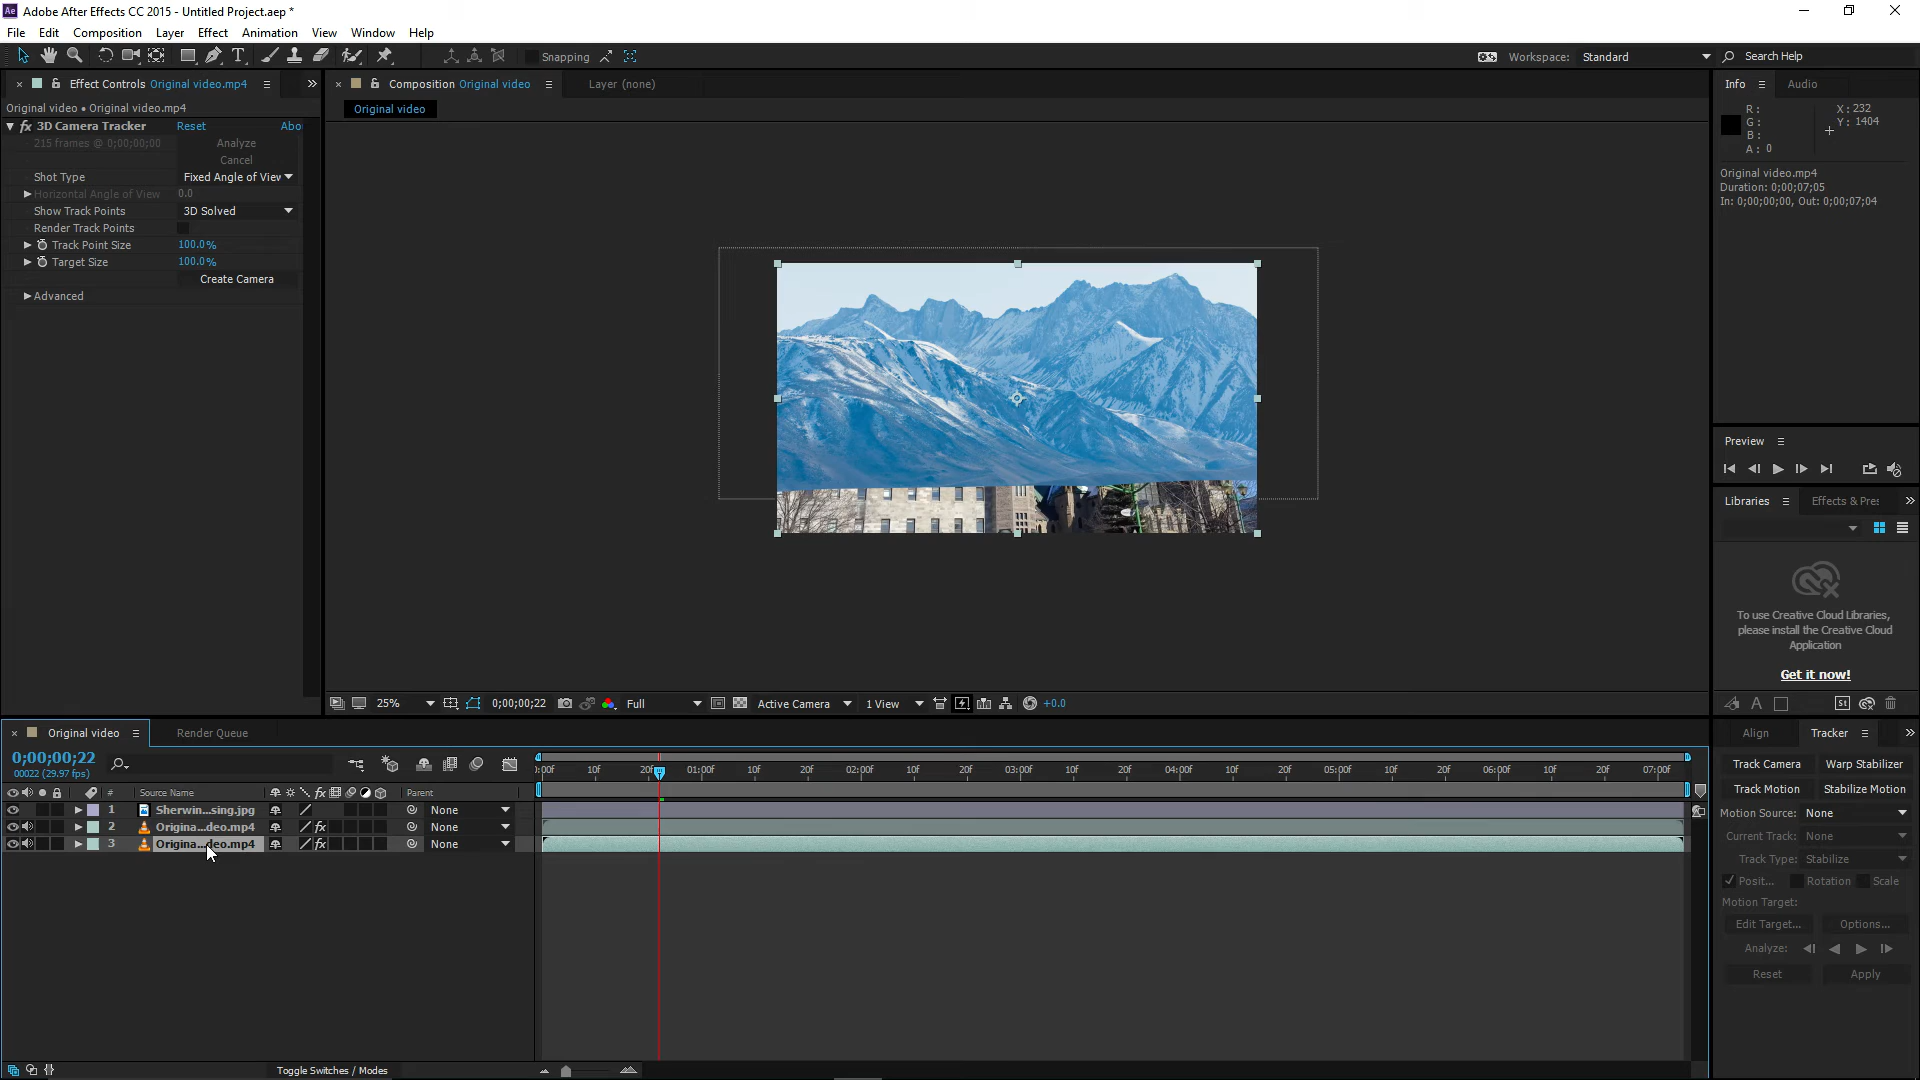 Adobe After Effects CC 2015 - Untitled Project.aep *
File Edit Composition Layer Effect Animation View Window Help
Snapping
Workspace: Standard Search Help
Effect Controls Original video.mp4
Original video • Original video.mp4
fx 3D Camera Tracker Reset Abo
215 frames @ 0;00;00;00 Analyze
Cancel
Shot Type Fixed Angle of View
Horizontal Angle of View 0.0
Show Track Points 3D Solved
Render Track Points
Track Point Size 100.0%
Target Size 100.0%
Create Camera
Advanced
Composition Original video Layer (none)
Original video
25% 0;00;00;22 Full Active Camera 1 View +0.0
Info Audio
R: X: 232
G: Y: 1404
B:
A: 0
Original video.mp4
Duration: 0;00;07;05
In: 0;00;00;00, Out: 0;00;07;04
Preview
Libraries Effects & Pre
To use Creative Cloud Libraries,
please install the Creative Cloud
Application
Get it now!
St
Original video Render Queue
0;00;00;22
00022 (29.97 fps)
# Source Name fx Parent
1 Sherwin...sing.jpg None
2 Origina...deo.mp4 fx None
3 Origina...deo.mp4 fx None
:00f 10f 20f 01:00f 10f 20f 02:00f 10f 20f 03:00f 10f 20f 04:00f 10f 20f 05:00f 10f 20f 06:00f 10f 20f 07:00f
Toggle Switches / Modes
Align Tracker
Track Camera Warp Stabilizer
Track Motion Stabilize Motion
Motion Source: None
Current Track: None
Track Type: Stabilize
Posit... Rotation Scale
Motion Target:
Edit Target... Options...
Analyze:
Reset Apply